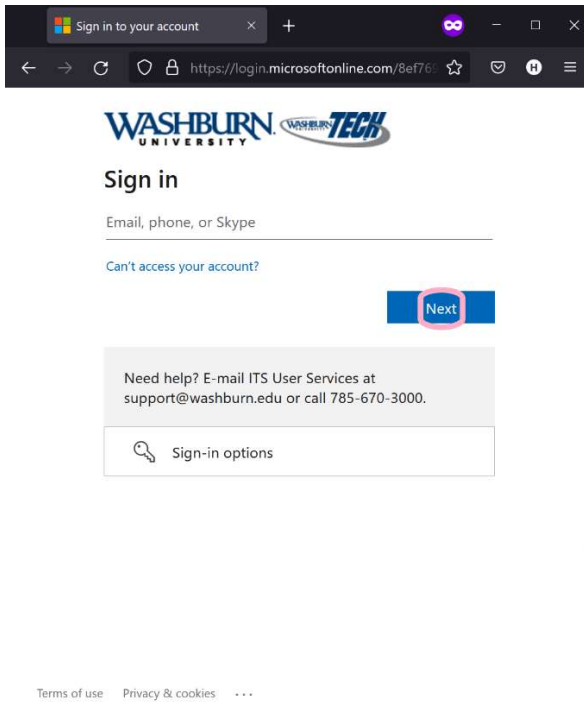 Sign in to your account
https://login.microsoftonline.com/8ef769
H
WASHBURN
UNIVERSITY
WASHBURN TECH
Sign in
Email, phone, or Skype
Can't access your account?
Next
Need help? E-mail ITS User Services at
support@washburn.edu or call 785-670-3000.
Sign-in options
Terms of use Privacy & cookies ...